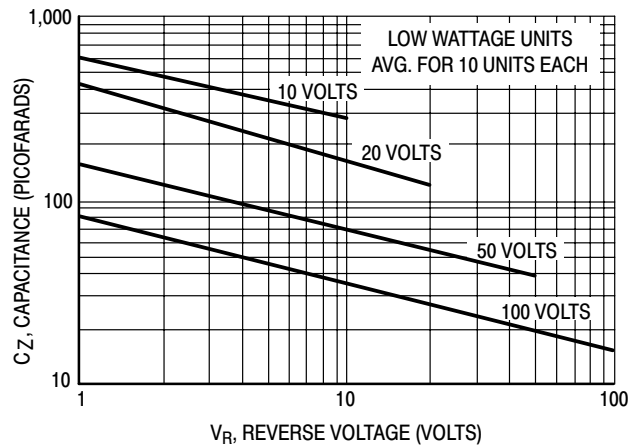 1,000
LOW WATTAGE UNITS
AVG. FOR 10 UNITS EACH
10 VOLTS
20 VOLTS
100
50 VOLTS
100 VOLTS
10
1
10
100
CZ, CAPACITANCE (PICOFARADS)
VR, REVERSE VOLTAGE (VOLTS)